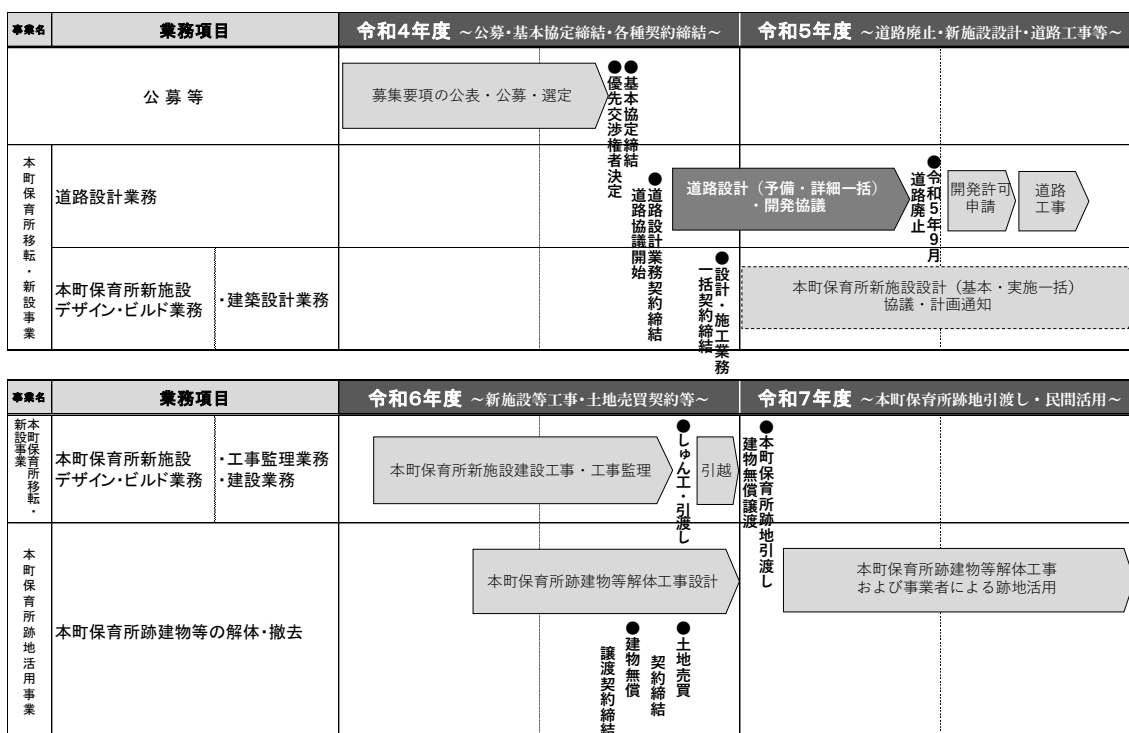 事業名
業務項目
令和4年度 ~公募・基本協定締結・各種契約締結~
令和5年度 ~道路廃止・新施設設計・道路工事等~
公募等
募集要項の公表・公募・選定
●優先交渉権者決定
●基本協定締結
本町保育所移転・新設事業
道路設計業務
●道路設計業務契約締結
道路協議開始
道路設計（予備・詳細一括）
・開発協議
●令和5年9月
道路廃止
開発許可
申請
道路
工事
本町保育所新施設
デザイン・ビルド業務
・建築設計業務
●設計・施工業務
一括契約締結
本町保育所新施設設計（基本・実施一括）
協議・計画通知
事業名
業務項目
令和6年度 ~新施設等工事・土地売買契約等~
令和7年度 ~本町保育所跡地引渡し・民間活用~
本町保育所移転・
新設事業
本町保育所新施設
デザイン・ビルド業務
・工事監理業務
・建設業務
本町保育所新施設建設工事・工事監理
●しゅん工・引渡し
引越
●本町保育所跡地引渡し
建物無償譲渡
本町保育所跡地活用事業
本町保育所跡建物等の解体・撤去
本町保育所跡建物等解体工事設計
●建物無償
譲渡契約締結
●土地売買
契約締結
本町保育所跡建物等解体工事
および事業者による跡地活用